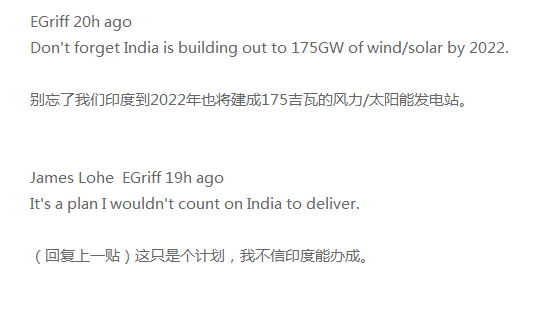 EGriff 20h ago
Don't forget India is building out to 175GW of wind/solar by 2022.
别忘了我们印度到2022年也将建成175吉瓦的风力/太阳能发电站。
James Lohe  EGriff 19h ago
It's a plan I wouldn't count on India to deliver.
（回复上一贴）这只是个计划，我不信印度能办成。